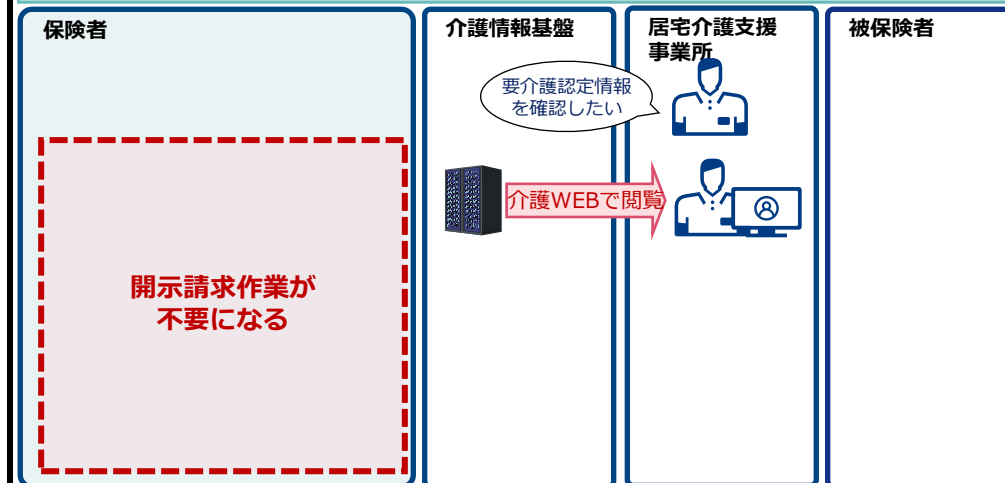 保険者
介護情報基盤
居宅介護支援
事業所
被保険者
要介護認定情報
を確認したい
介護WEBで閲覧
開示請求作業が
不要になる